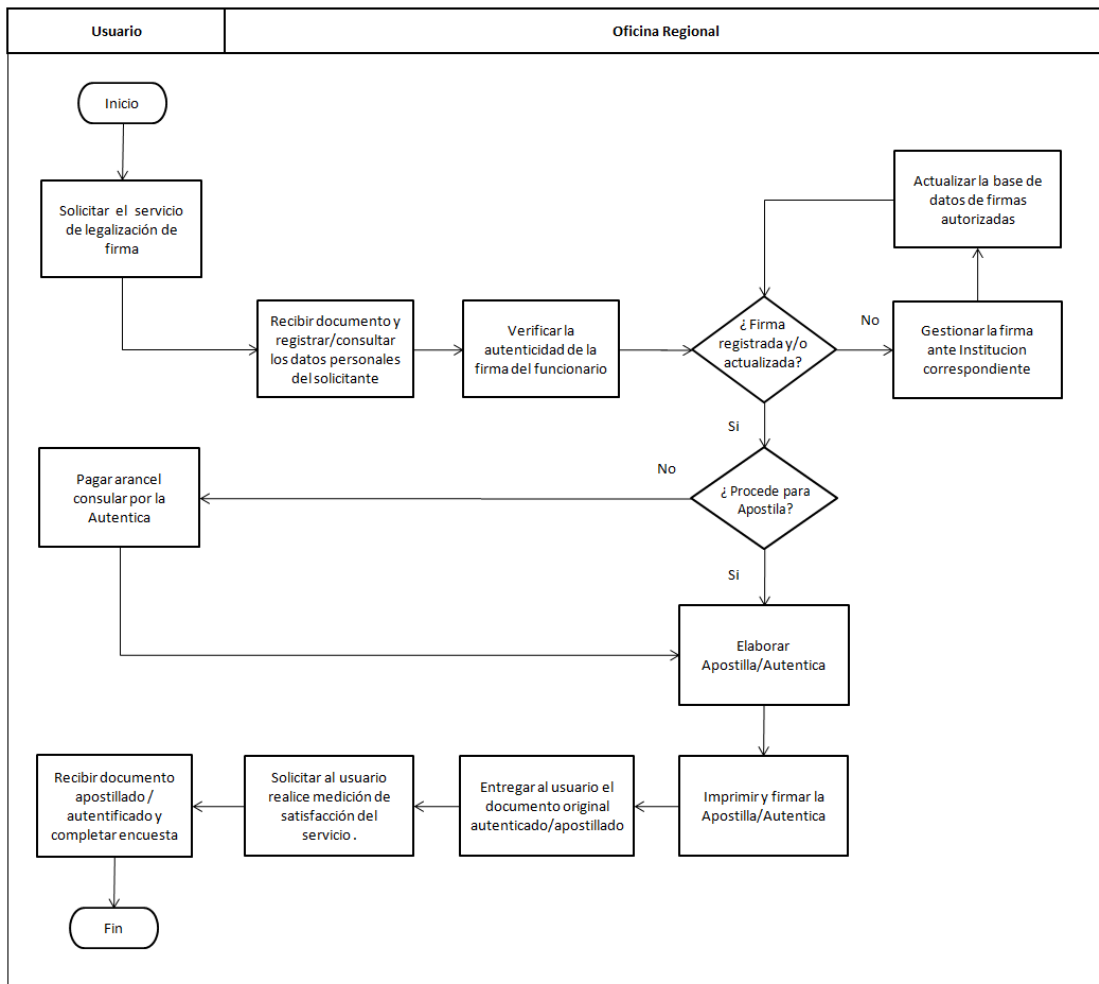 Usuario
Oficina Regional
Inicio
Solicitar el servicio
de legalización de
firma
Recibir documento y
registrar/consultar
los datos personales
del solicitante
Verificar la
autenticidad de la
firma del funcionario
¿ Firma
registrada y/o
actualizada?
No
Gestionar la firma
ante Institucion
correspondiente
Actualizar la base de
datos de firmas
autorizadas
Si
¿ Procede para
Apostila?
No
Pagar arancel
consular por la
Autentica
Si
Elaborar
Apostilla/Autentica
Imprimir y firmar la
Apostilla/Autentica
Entregar al usuario el
documento original
autenticado/apostillado
Solicitar al usuario
realice medición de
satisfacción del
servicio .
Recibir documento
apostillado /
autentificado y
completar encuesta
Fin